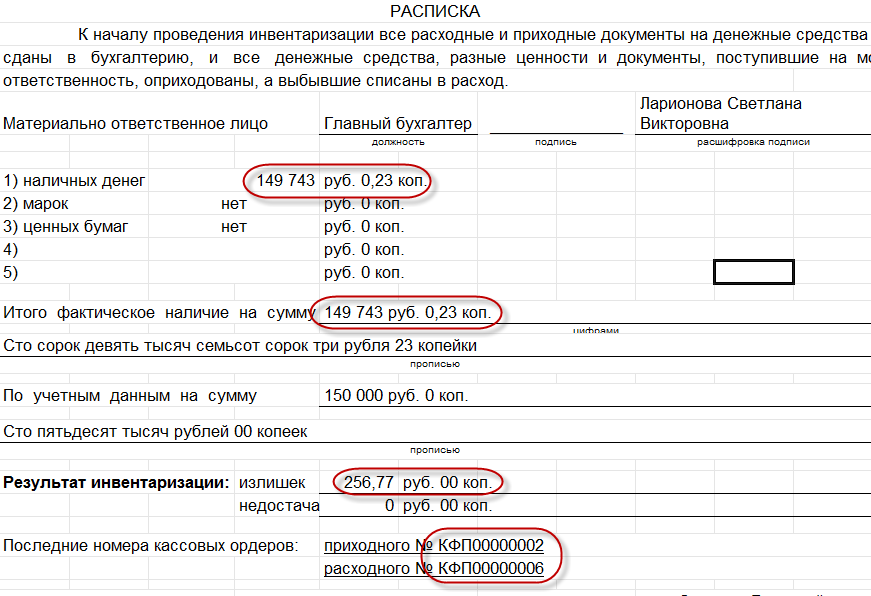 РАСПИСКА
К началу проведения инвентаризации все расходные и приходные документы на денежные средства
сданы в бухгалтерию, и все денежные средства, разные ценности и документы, поступившие на
ответственность, оприходованы, а выбывшие списаны в расход.
Материально ответственное лицо Главный бухгалтер Ларионова Светлана
Викторовна
должность подпись расшифровка подписи
1) наличных денег 149 743 руб. 0,23 коп.
2) марок нет руб. 0 коп.
3) ценных бумаг нет руб. 0 коп.
4) руб. 0 коп.
5) руб. 0 коп.
Итого фактическое наличие на сумму 149 743 руб. 0,23 коп.
цифрами
Сто сорок девять тысяч семьсот сорок три рубля 23 копейки
прописью
По учетным данным на сумму 150 000 руб. 0 коп.
Сто пятьдесят тысяч рублей 00 копеек
прописью
Результат инвентаризации: излишек 256,77 руб. 00 коп.
недостача 0 руб. 00 коп.
Последние номера кассовых ордеров: приходного № КФП00000002
расходного № КФП00000006